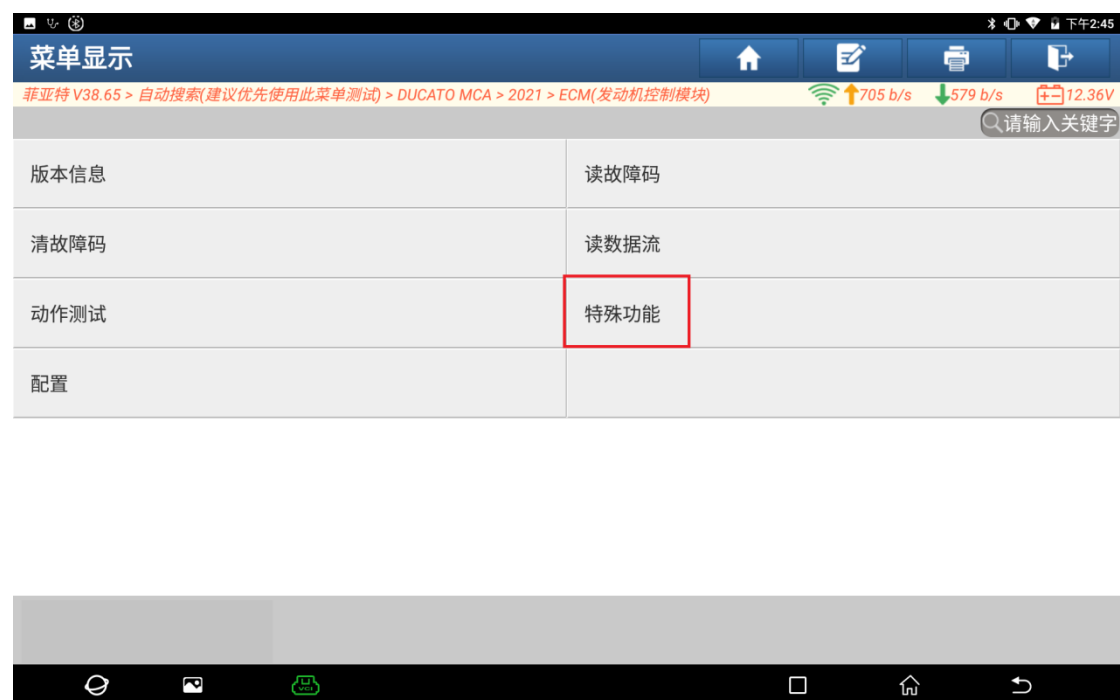 下午2:45
菜单显示
菲亚特 V38.65 > 自动搜索(建议优先使用此菜单测试) > DUCATO MCA > 2021 > ECM(发动机控制模块)
705 b/s
579 b/s
12.36V
请输入关键字
版本信息
读故障码
清故障码
读数据流
动作测试
特殊功能
配置
VCI